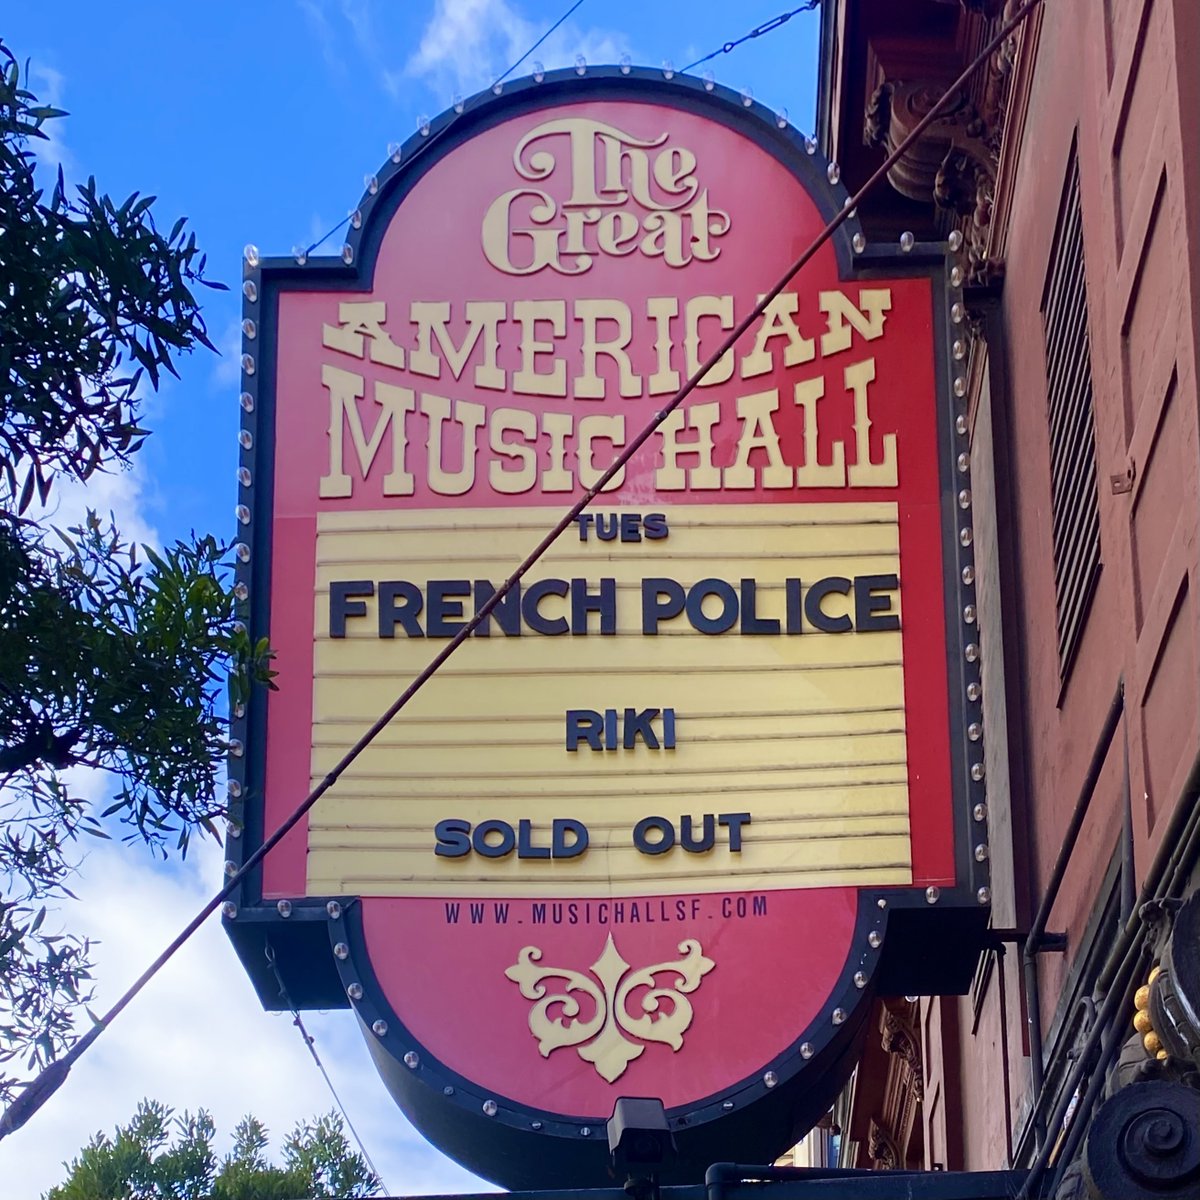 The
Great
AMERICAN
MUSIC HALL
TUES
FRENCH POLICE
RIKI
SOLD OUT
WWW.MUSICHALLSF.COM